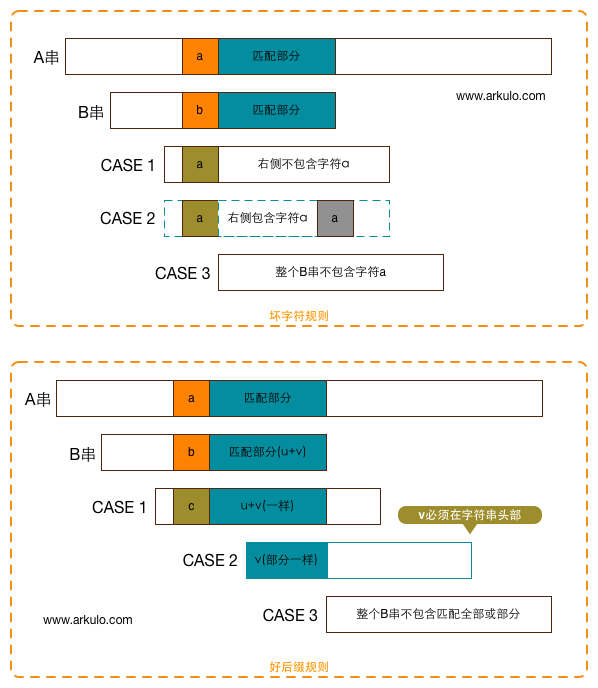 A串
a
匹配部分
www.arkulo.com
B串
b
匹配部分
CASE 1
a
右侧不包含字符a
CASE 2
a
右侧包含字符a
a
CASE 3
整个B串不包含字符a
坏字符规则
A串
a
匹配部分
B串
b
匹配部分(u+v)
CASE 1
c
u+v(一样)
v必须在字符串头部
CASE 2
v(部分一样)
CASE 3
整个B串不包含匹配全部或部分
www.arkulo.com
好后缀规则